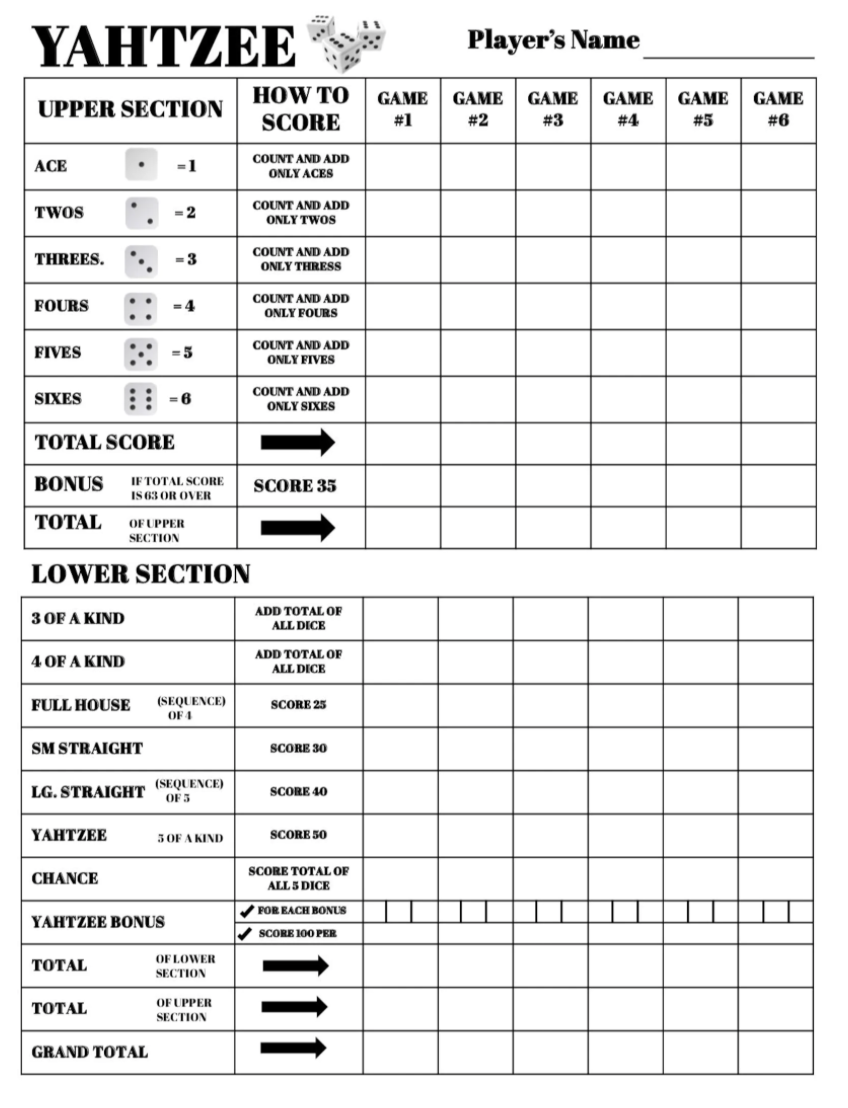 YAHTZEE
Player's Name
UPPER SECTION HOW TO SCORE GAME #1 GAME #2 GAME #3 GAME #4 GAME #5 GAME #6
ACE =1 COUNT AND ADD ONLY ACES
TWOS =2 COUNT AND ADD ONLY TWOS
THREES. =3 COUNT AND ADD ONLY THRESS
FOURS =4 COUNT AND ADD ONLY FOURS
FIVES =5 COUNT AND ADD ONLY FIVES
SIXES =6 COUNT AND ADD ONLY SIXES
TOTAL SCORE
BONUS IF TOTAL SCORE IS 63 OR OVER SCORE 35
TOTAL OF UPPER SECTION
LOWER SECTION
3 OF A KIND ADD TOTAL OF ALL DICE
4 OF A KIND ADD TOTAL OF ALL DICE
FULL HOUSE (SEQUENCE) OF 4 SCORE 25
SM STRAIGHT SCORE 30
LG. STRAIGHT (SEQUENCE) OF 5 SCORE 40
YAHTZEE 5 OF A KIND SCORE 50
CHANCE SCORE TOTAL OF ALL 5 DICE
YAHTZEE BONUS ✓ FOR EACH BONUS
✓ SCORE 100 PER
TOTAL OF LOWER SECTION
TOTAL OF UPPER SECTION
GRAND TOTAL